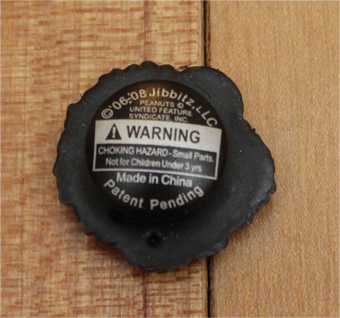 ©'06-'08 Jibbitz, LLC
PEANUTS ©
UNITED FEATURE
SYNDICATE, INC.
WARNING
CHOKING HAZARD - Small Parts.
Not for Children Under 3 yrs
Made in China
Patent Pending